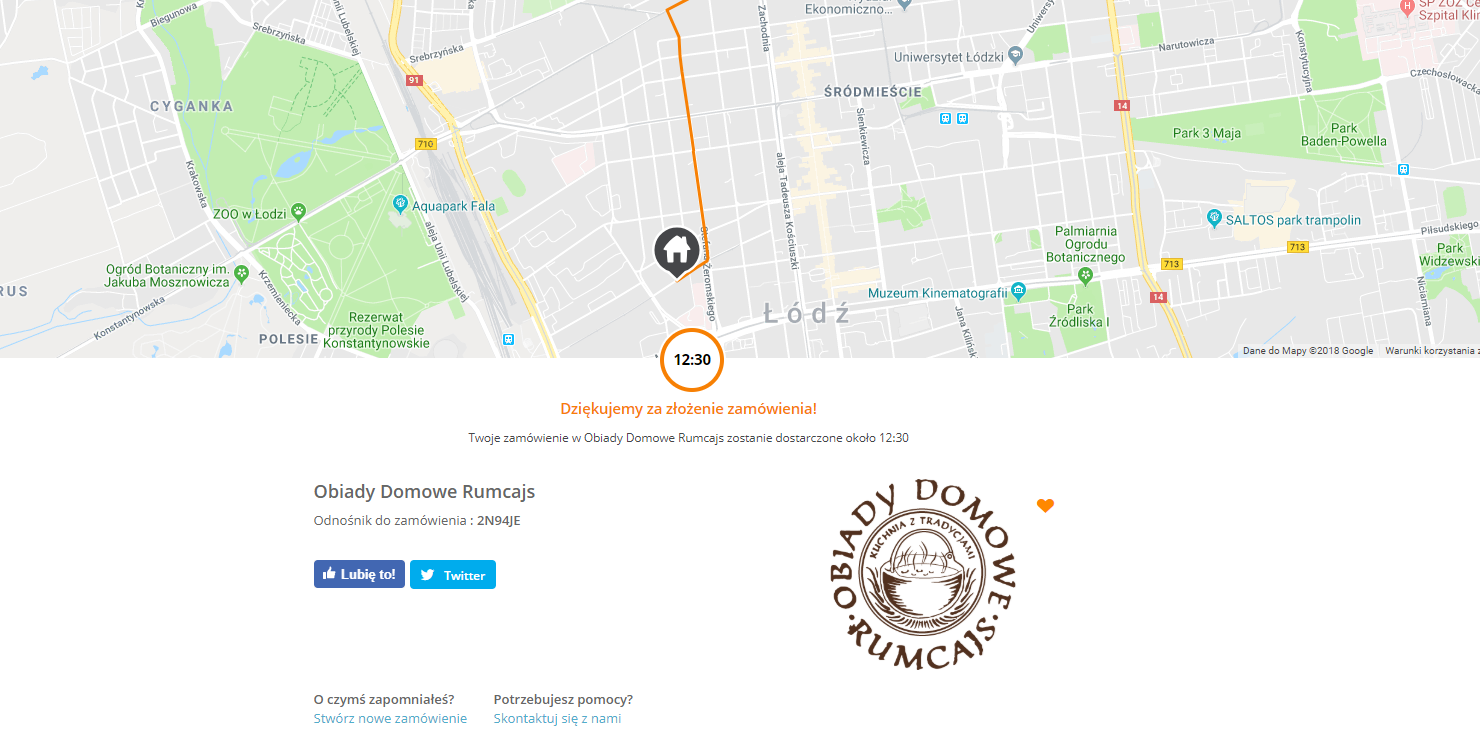 Biegunowa
Srebrzyńska
aleja Unii Lubelskiej
Srebrzyńska
Zachodnia
Ekonomiczno...
Uniwersytet Łódzki
Narutowicza
Konstytucyjna
SP ZOZ Ce
Szpital Klin
Czechosłowacka
91
CYGANKA
ŚRÓDMIEŚCIE
14
710
Sienkiewicza
Park 3 Maja
Park
Baden-Powella
Krakowska
aleja Tadeusza Kościuszki
ZOO w Łodzi
Aquapark Fala
aleja Unii Lubelskiej
Stefana Żeromskiego
SALTOS park trampolin
Piłsudskiego
Palmiarnia
Ogrodu
Botanicznego
713
713
Park
Widzewski
Ogród Botaniczny im.
Jakuba Mosznowicza
Krzemieniecka
Konstantynowska
RUS
Muzeum Kinematografii
14
Niciarniana
Rezerwat
przyrody Polesie
Konstantynowskie
POLESIE
Łódź
Park
Źródliska I
Jana Kilińs
Dane do Mapy ©2018 Google
Warunki korzystania z
12:30
Dziękujemy za złożenie zamówienia!
Twoje zamówienie w Obiady Domowe Rumcajs zostanie dostarczone około 12:30
Obiady Domowe Rumcajs
Odnośnik do zamówienia : 2N94JE
Lubię to!
Twitter
OBIADY DOMOWE
KUCHNIA Z TRADYCJAMI
RUMCAJS
O czymś zapomniałeś?
Stwórz nowe zamówienie
Potrzebujesz pomocy?
Skontaktuj się z nami